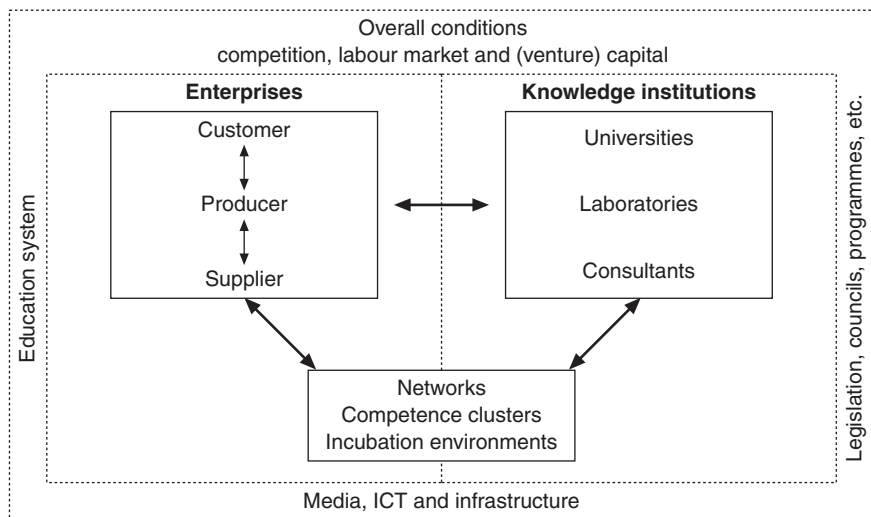 Overall conditions
competition, labour market and (venture) capital
Enterprises
Knowledge institutions
Customer
Producer
Supplier
Universities
Laboratories
Consultants
Education system
Legislation, councils, programmes, etc.
Networks
Competence clusters
Incubation environments
Media, ICT and infrastructure